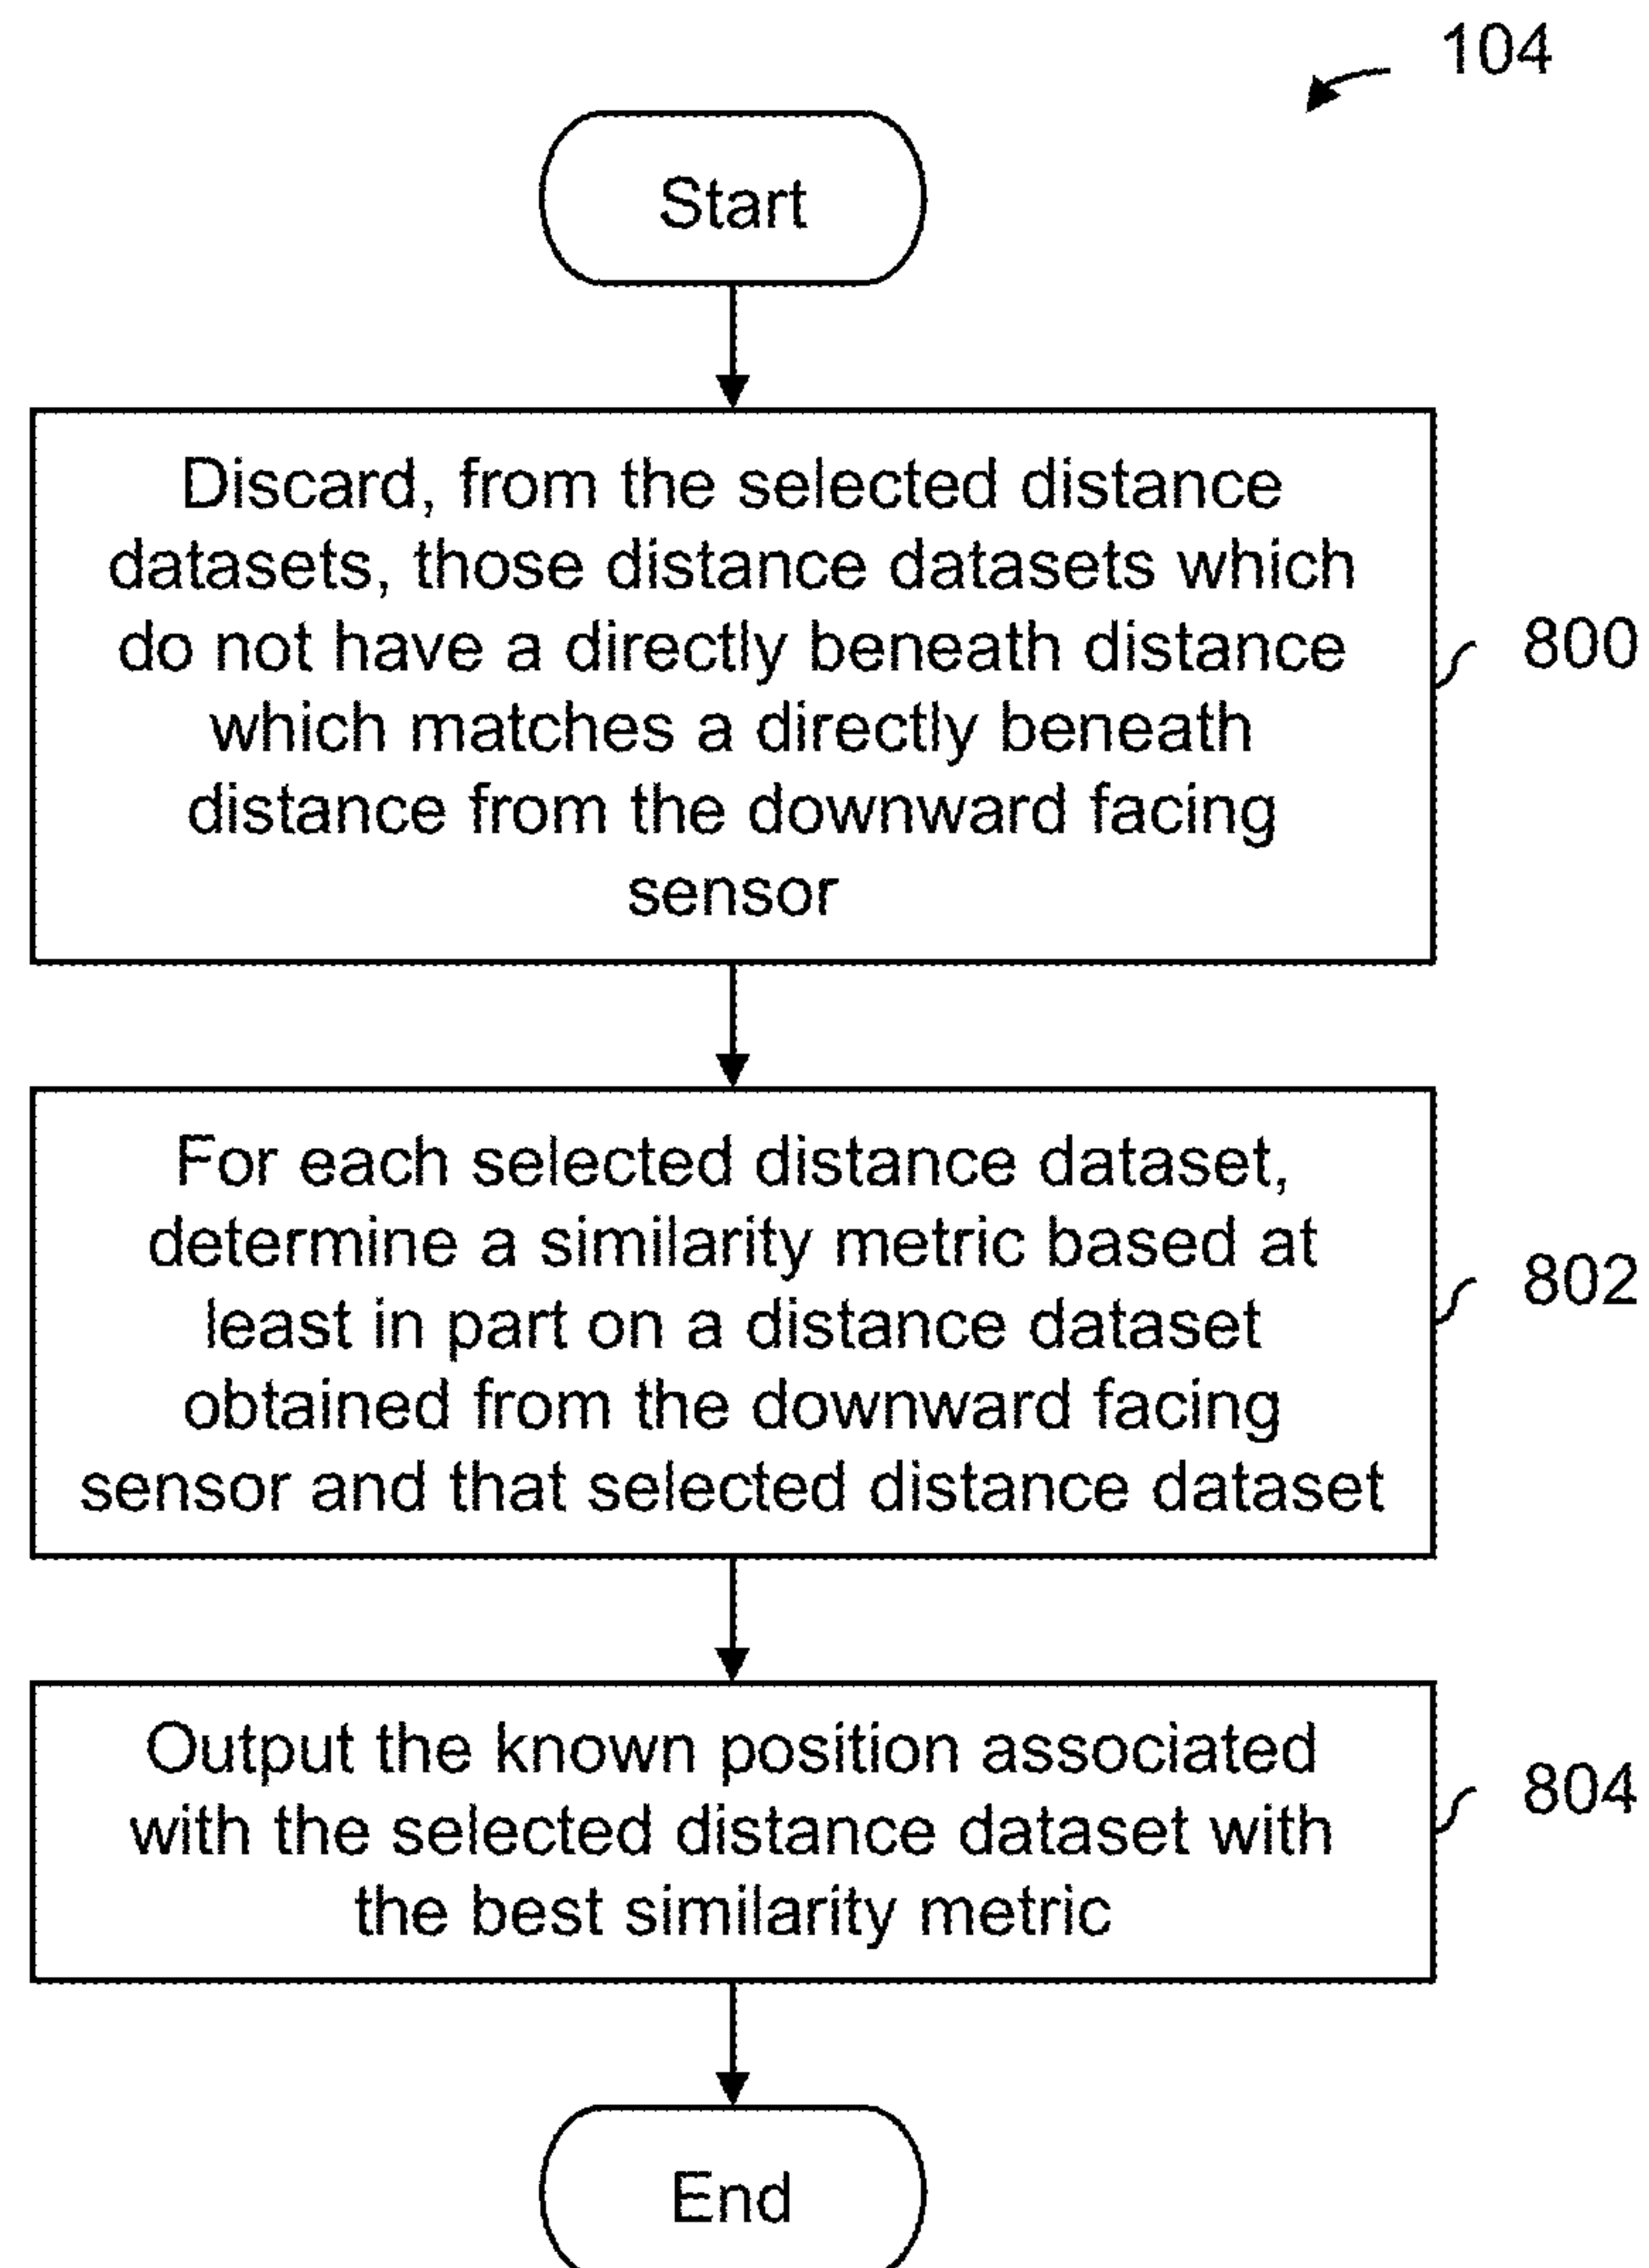 104
Start
Discard, from the selected distance
datasets, those distance datasets which
do not have a directly beneath distance
which matches a directly beneath
distance from the downward facing
sensor
800
For each selected distance dataset,
determine a similarity metric based at
least in part on a distance dataset
obtained from the downward facing
sensor and that selected distance dataset
802
Output the known position associated
with the selected distance dataset with
the best similarity metric
804
End